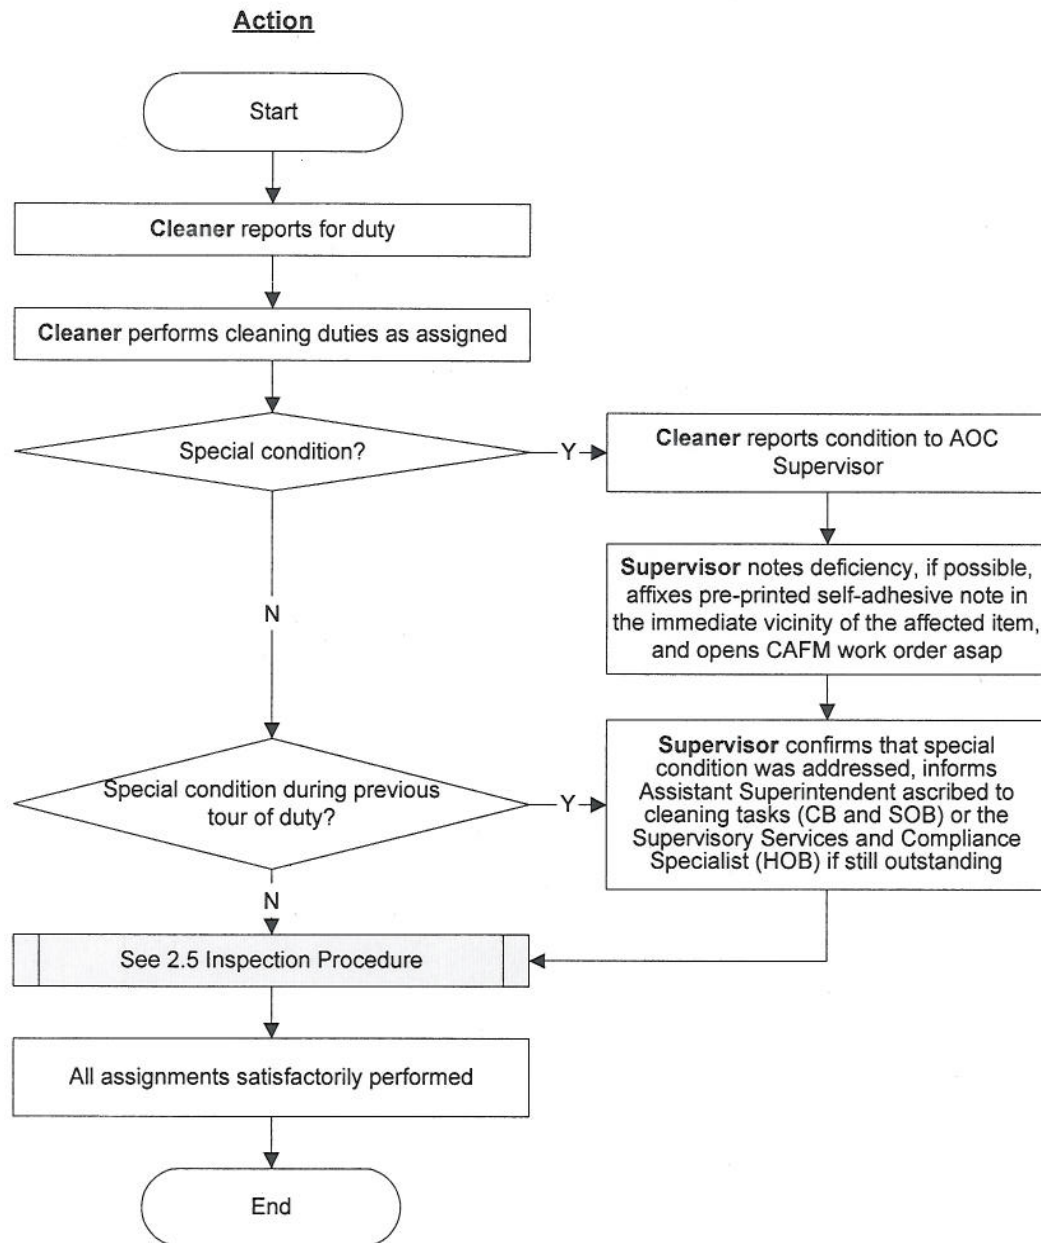 Action
Start
Cleaner reports for duty
Cleaner performs cleaning duties as assigned
Special condition?
Y
Cleaner reports condition to AOC
Supervisor
Supervisor notes deficiency, if possible,
affixes pre-printed self-adhesive note in
the immediate vicinity of the affected item,
and opens CAFM work order asap
N
Special condition during previous
tour of duty?
Y
Supervisor confirms that special
condition was addressed, informs
Assistant Superintendent ascribed to
cleaning tasks (CB and SOB) or the
Supervisory Services and Compliance
Specialist (HOB) if still outstanding
N
See 2.5 Inspection Procedure
All assignments satisfactorily performed
End